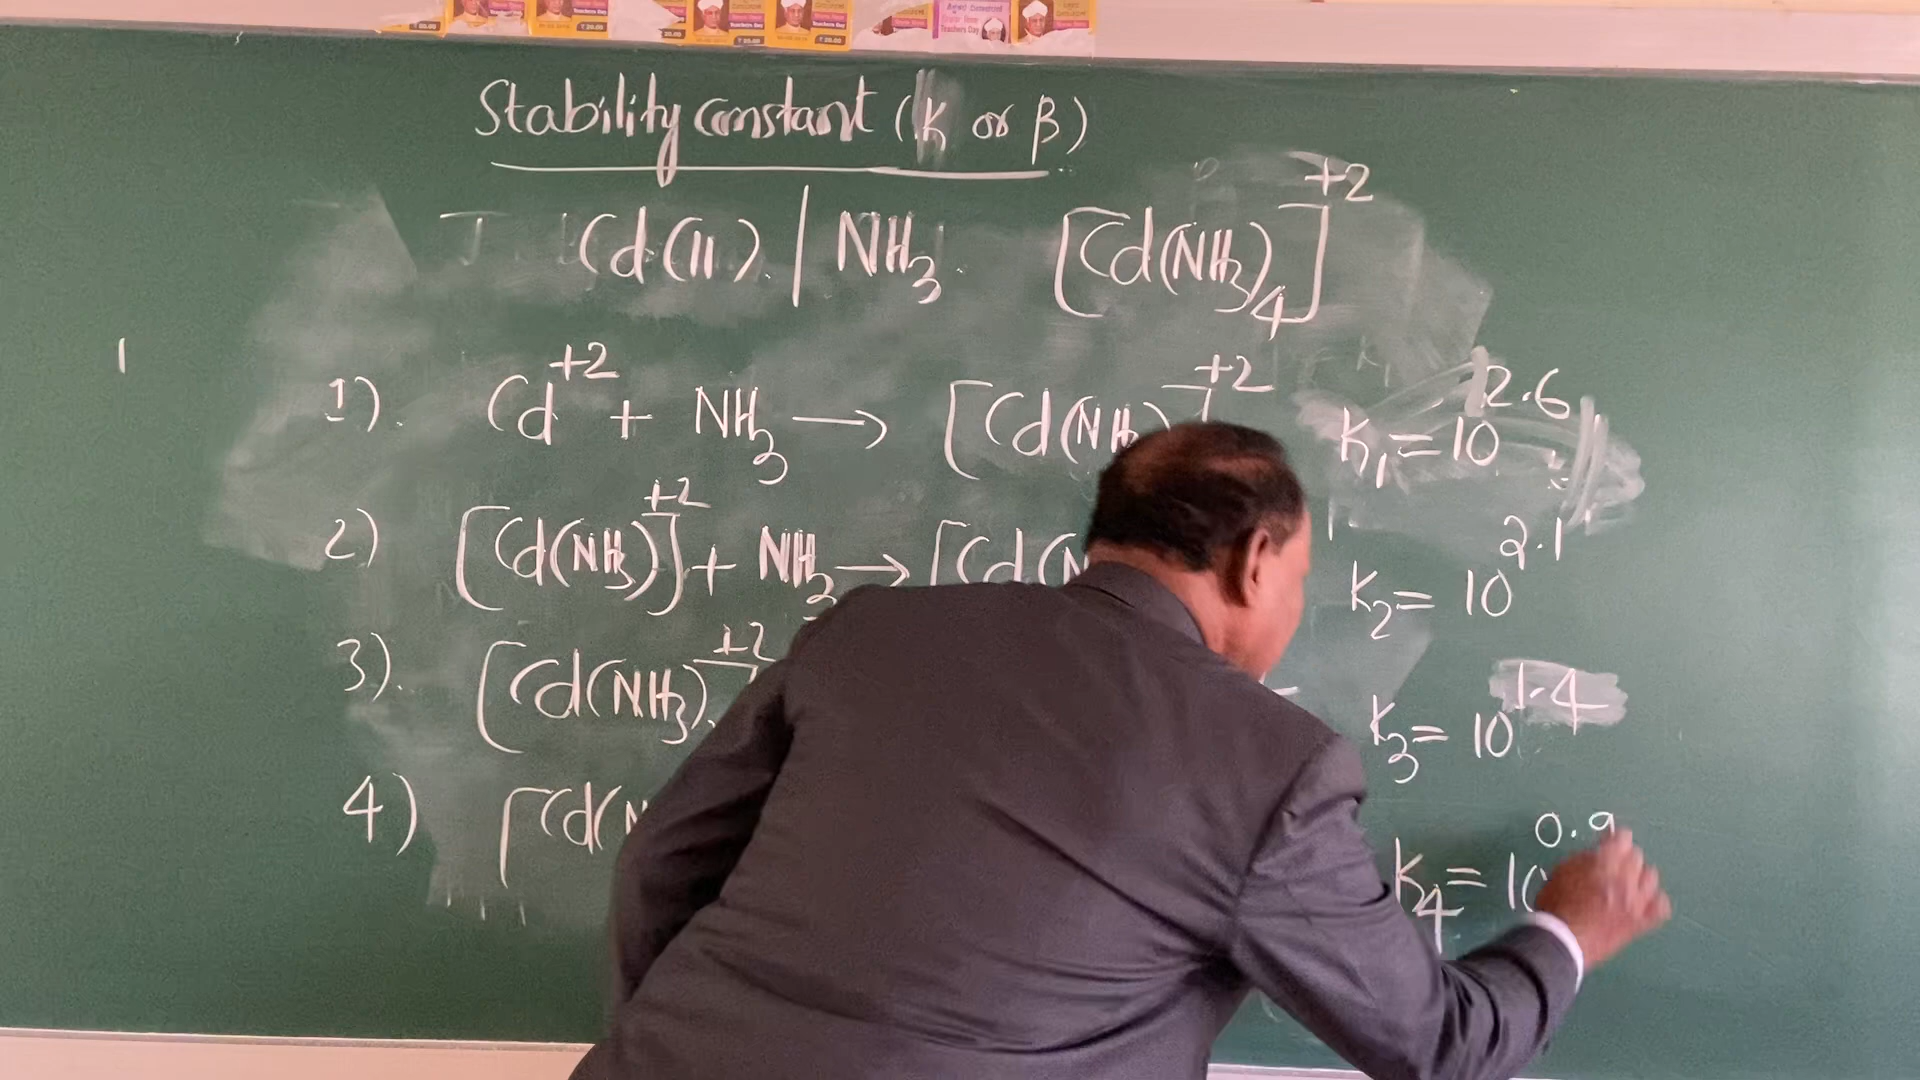 Stability constant (K or β)
Cd(II) | NH3 [Cd(NH3)4]+2
1). Cd+2 + NH3 → [Cd(NH +2 K1 = 10 2.6
2) [Cd(NH3)]+2 + NH3 → [Cd(N K2 = 10 2.1
3). [Cd(NH3) +2 K3 = 10 1.4
4) [Cd(N K4 = 10 0.9